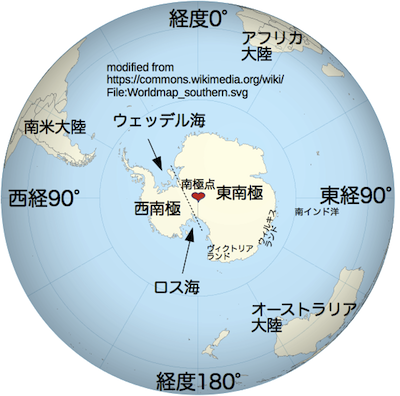 経度0°
アフリカ
大陸
modified from
https://commons.wikimedia.org/wiki/
File:Worldmap_southern.svg
南米大陸
ウェッデル海
南極点
西経90°
西南極
東南極
東経90°
南インド洋
ウィルキス
ランド
ヴィクトリア
ランド
ロス海
オーストラリア
大陸
経度180°